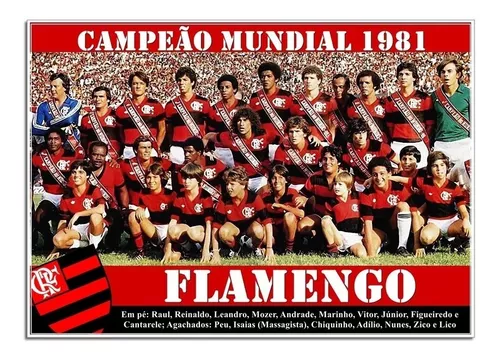 CAMPEÃO MUNDIAL 1981
FLAMENGO
Em pé: Raul, Reinaldo, Leandro, Mozer, Andrade, Marinho, Vitor, Júnior, Figueiredo e
Cantarele; Agachados: Peu, Isaias (Massagista), Chiquinho, Adílio, Nunes, Zico e Lico